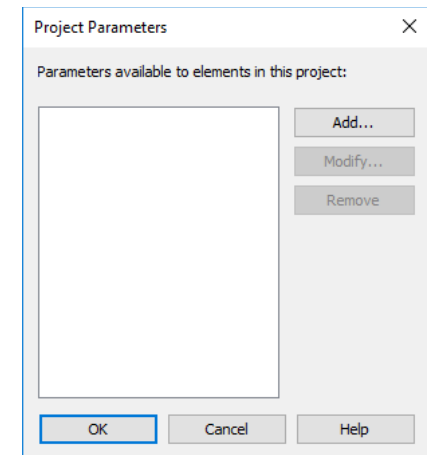 Project Parameters
Parameters available to elements in this project:
Add...
Modify...
Remove
OK
Cancel
Help